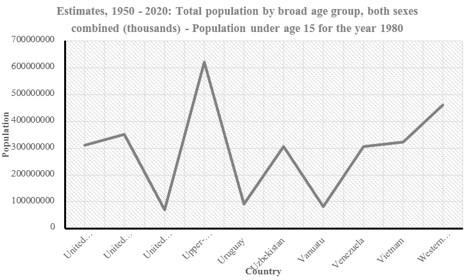 Estimates, 1950 - 2020: Total population by broad age group, both sexes
combined (thousands) - Population under age 15 for the year 1980
700000000
600000000
500000000
400000000
300000000
200000000
100000000
0
Population
United...
United...
United...
Upper-...
Uruguay
Uzbekistan
Vanuatu
Venezuela
Vietnam
Western...
Country